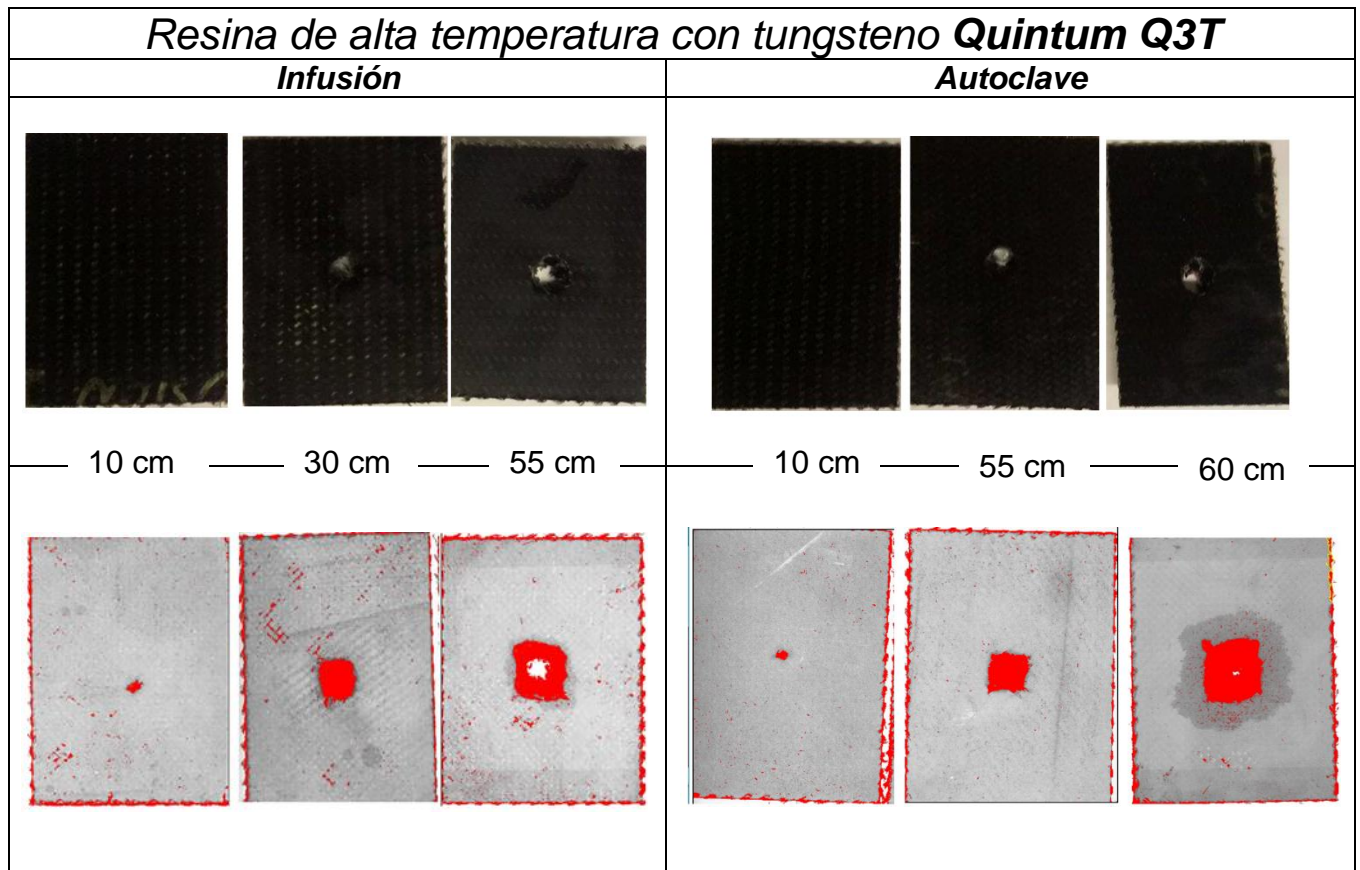 Resina de alta temperatura con tungsteno Quintum Q3T
Infusión
Autoclave
10 cm
30 cm
55 cm
10 cm
55 cm
60 cm